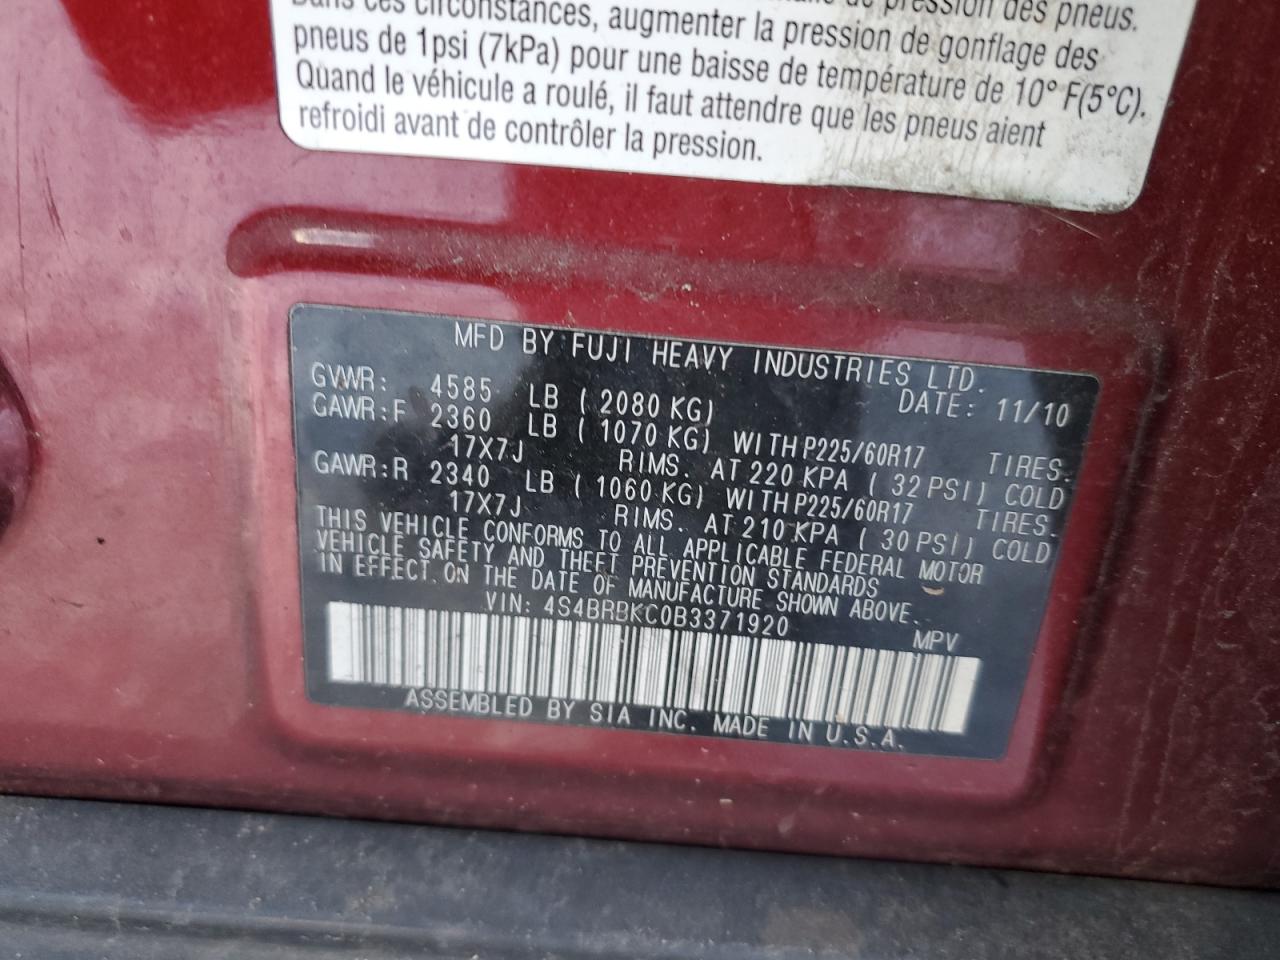 Dans ces circonstances, augmenter la pression de gonflage des
pneus de 1psi (7kPa) pour une baisse de température de 10° F(5°C).
Quand le véhicule a roulé, il faut attendre que les pneus aient
refroidi avant de contrôler la pression.
MFD BY FUJI HEAVY INDUSTRIES LTD.
DATE: 11/10
GVWR: 4585 LB ( 2080 KG)
GAWR:F 2360 LB ( 1070 KG) WITH P225/60R17 TIRES.
17X7J RIMS. AT 220 KPA ( 32 PSI) COLD
GAWR:R 2340 LB ( 1060 KG) WITH P225/60R17 TIRES.
17X7J RIMS. AT 210 KPA ( 30 PSI) COLD
THIS VEHICLE CONFORMS TO ALL APPLICABLE FEDERAL MOTOR
VEHICLE SAFETY AND THEFT PREVENTION STANDARDS
IN EFFECT ON THE DATE OF MANUFACTURE SHOWN ABOVE.
VIN: 4S4BRBKC0B3371920
MPV
ASSEMBLED BY SIA INC. MADE IN U.S.A.